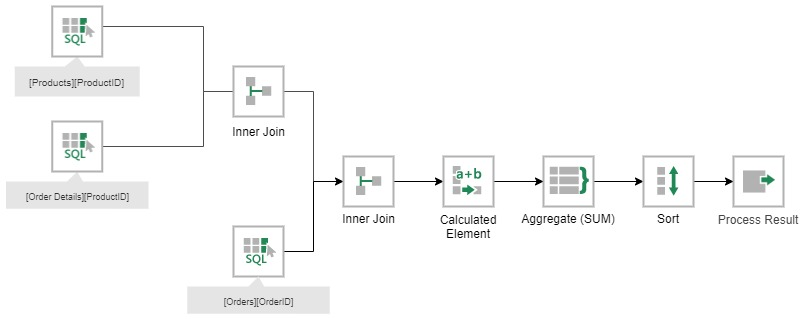 SQL
[Products][ProductID]
Inner Join
SQL
[Order Details][ProductID]
a+b
Inner Join
Calculated
Element
Aggregate (SUM)
Sort
Process Result
SQL
[Orders][OrderID]